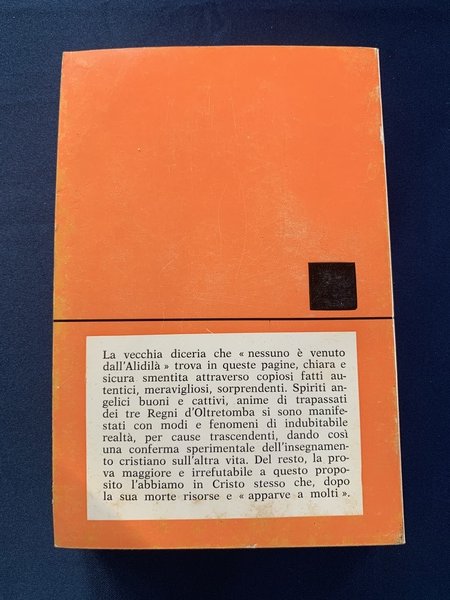 La vecchia diceria che « nessuno è venuto
dall'Alidilà » trova in queste pagine, chiara e
sicura smentita attraverso copiosi fatti au-
tentici, meravigliosi, sorprendenti. Spiriti an-
gelici buoni e cattivi, anime di trapassati
dei tre Regni d'Oltretomba si sono manife-
stati con modi e fenomeni di indubitabile
realtà, per cause trascendenti, dando così
una conferma sperimentale dell'insegnamen-
to cristiano sull'altra vita. Del resto, la pro-
va maggiore e irrefutabile a questo propo-
sito l'abbiamo in Cristo stesso che, dopo
la sua morte risorse e « apparve a molti ».